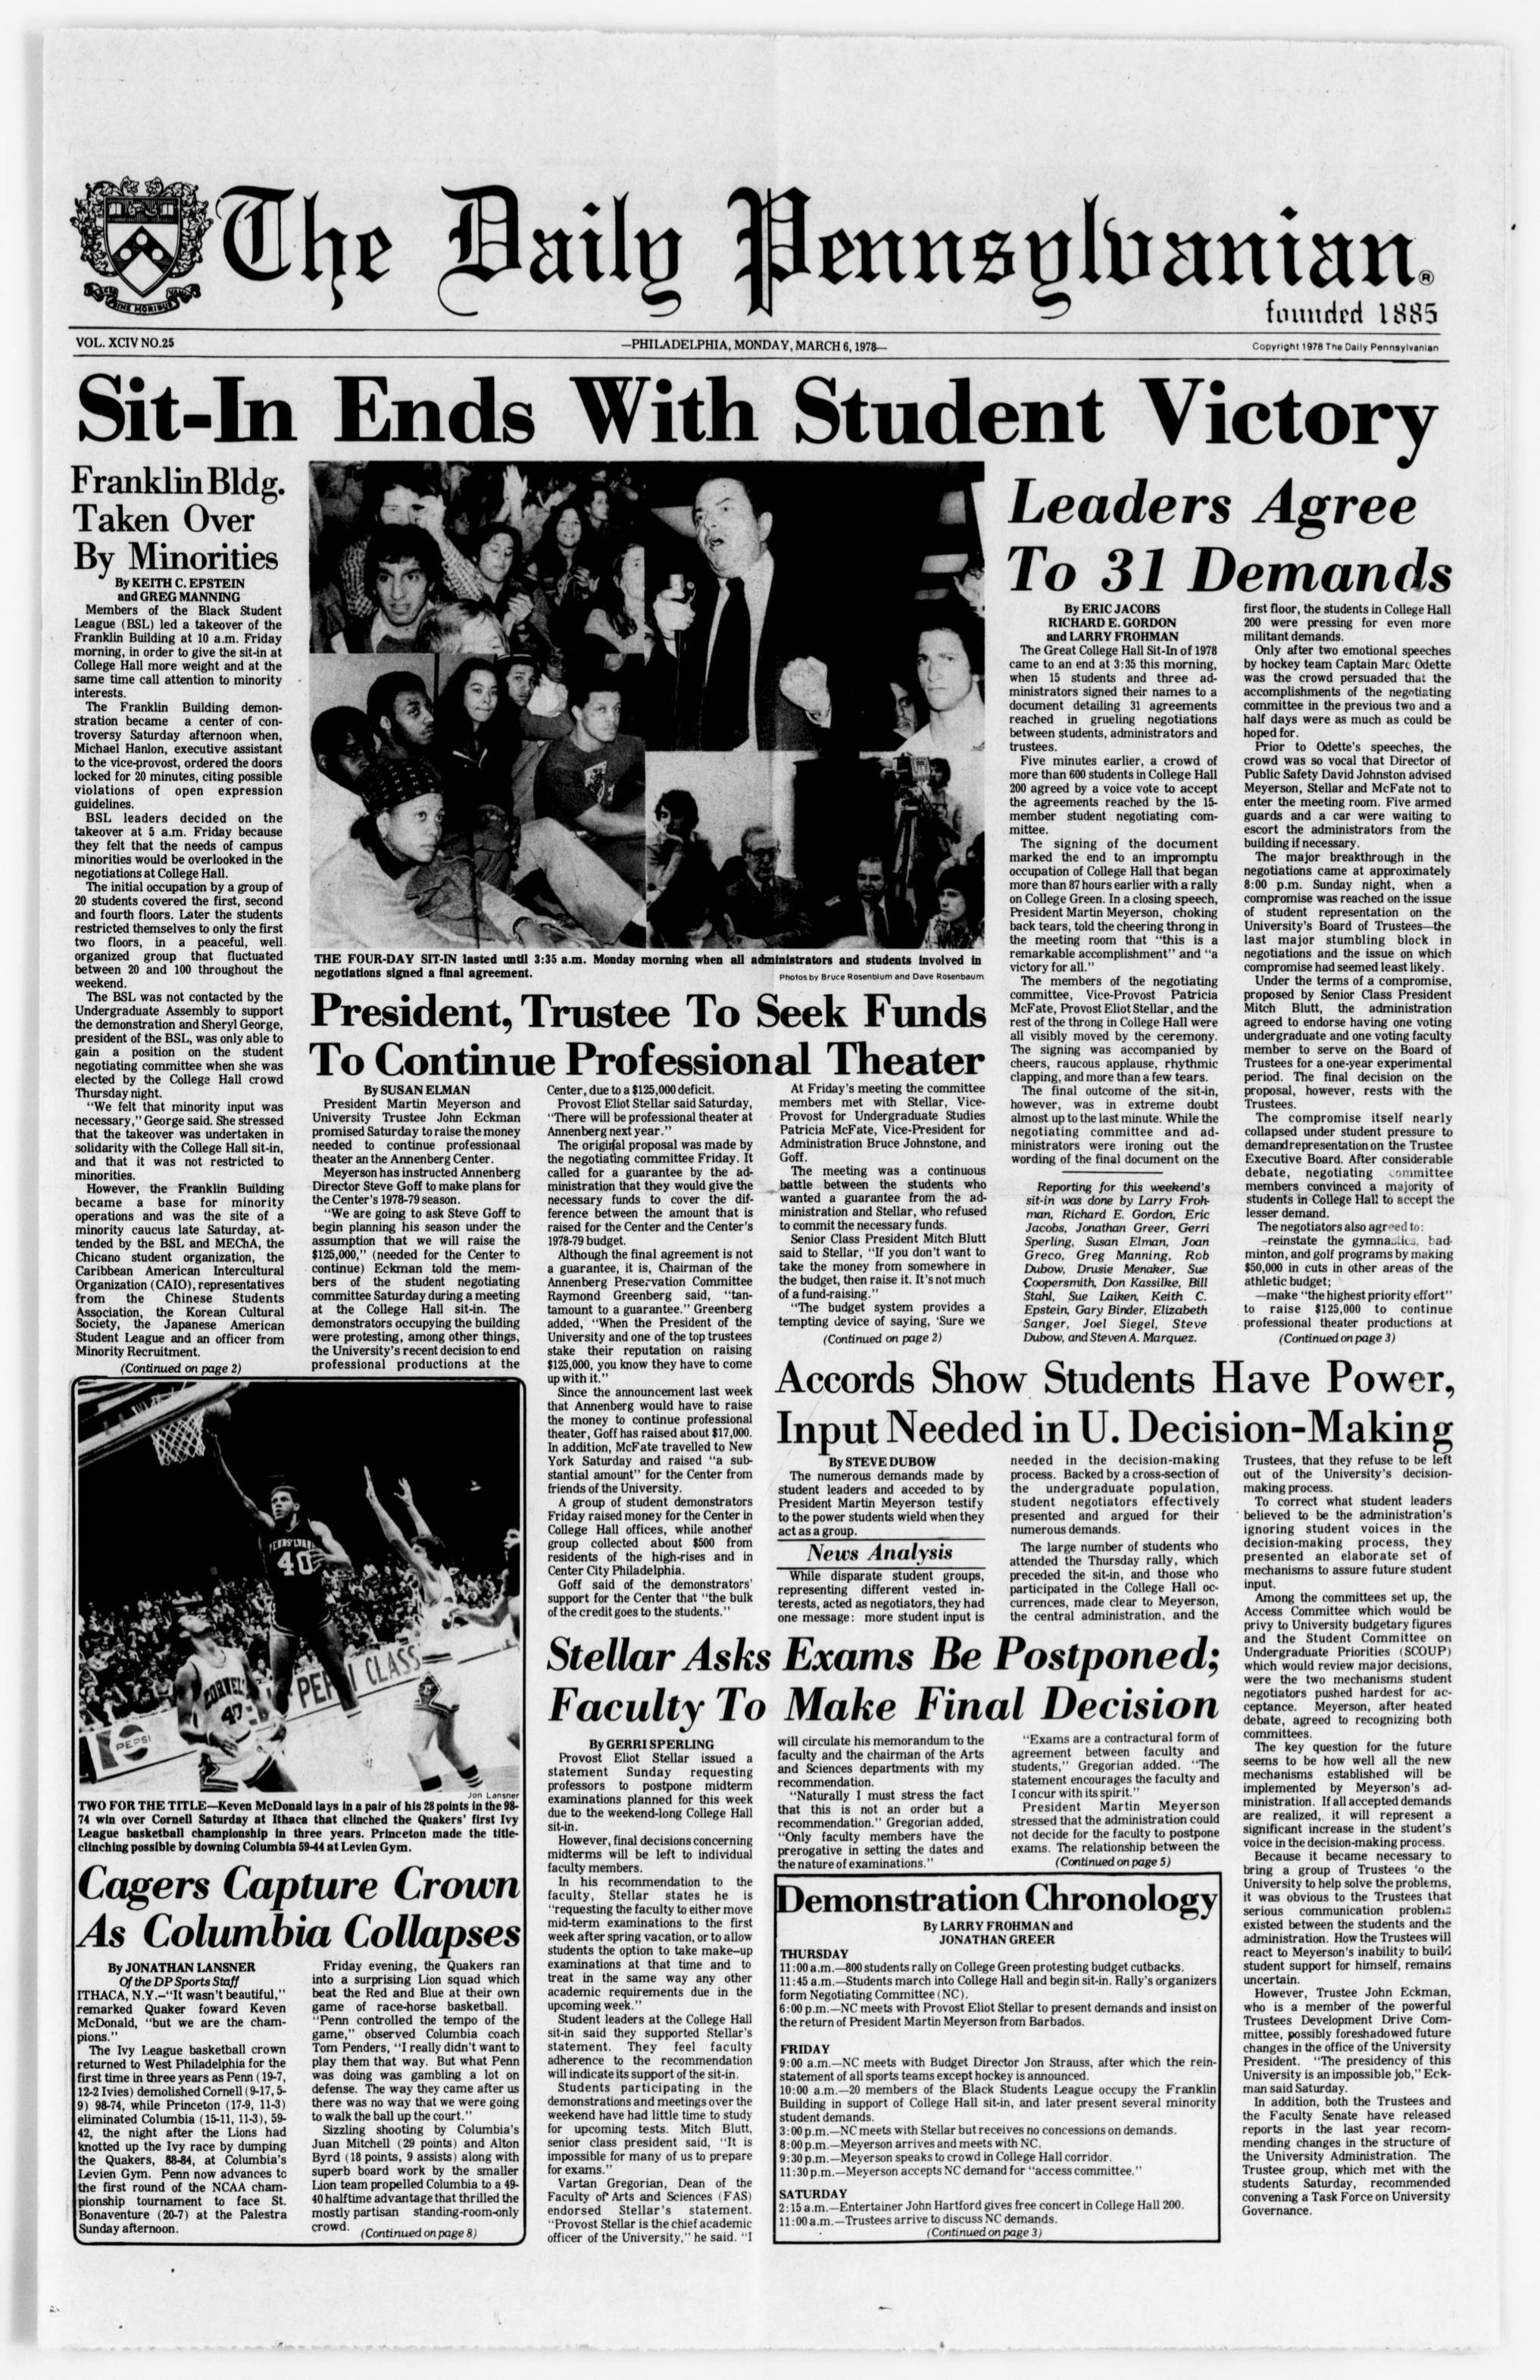 The Daily Pennsylvanian®
founded 1885
VOL. XCIV NO.25
—PHILADELPHIA, MONDAY, MARCH 6, 1978—
Copyright 1978 The Daily Pennsylvanian
Sit-In Ends With Student Victory
Franklin Bldg.
Taken Over
By Minorities
By KEITH C. EPSTEIN
and GREG MANNING
Members of the Black Student
League (BSL) led a takeover of the
Franklin Building at 10 a.m. Friday
morning, in order to give the sit-in at
College Hall more weight and at the
same time call attention to minority
interests.
The Franklin Building demon-
stration became a center of con-
troversy Saturday afternoon when,
Michael Hanlon, executive assistant
to the vice-provost, ordered the doors
locked for 20 minutes, citing possible
violations of open expression
guidelines.
BSL leaders decided on the
takeover at 5 a.m. Friday because
they felt that the needs of campus
minorities would be overlooked in the
negotiations at College Hall.
The initial occupation by a group of
20 students covered the first, second
and fourth floors. Later the students
restricted themselves to only the first
two floors, in a peaceful, well
organized group that fluctuated
between 20 and 100 throughout the
weekend.
The BSL was not contacted by the
Undergraduate Assembly to support
the demonstration and Sheryl George,
president of the BSL, was only able to
gain a position on the student
negotiating committee when she was
elected by the College Hall crowd
Thursday night.
"We felt that minority input was
necessary," George said. She stressed
that the takeover was undertaken in
solidarity with the College Hall sit-in,
and that it was not restricted to
minorities.
However, the Franklin Building
became a base for minority
operations and was the site of a
minority caucus late Saturday, at-
tended by the BSL and MEChA, the
Chicano student organization, the
Caribbean American Intercultural
Organization (CAIO), representatives
from the Chinese Students
Association, the Korean Cultural
Society, the Japanese American
Student League and an officer from
Minority Recruitment.
(Continued on page 2)
THE FOUR-DAY SIT-IN lasted until 3:35 a.m. Monday morning when all administrators and students involved in
negotiations signed a final agreement.
Photos by Bruce Rosenblum and Dave Rosenbaum
President, Trustee To Seek Funds
To Continue Professional Theater
By SUSAN ELMAN
President Martin Meyerson and
University Trustee John Eckman
promised Saturday to raise the money
needed to continue professionaal
theater an the Annenberg Center.
Meyerson has instructed Annenberg
Director Steve Goff to make plans for
the Center's 1978-79 season.
"We are going to ask Steve Goff to
begin planning his season under the
assumption that we will raise the
$125,000," (needed for the Center to
continue) Eckman told the mem-
bers of the student negotiating
committee Saturday during a meeting
at the College Hall sit-in. The
demonstrators occupying the building
were protesting, among other things,
the University's recent decision to end
professional productions at the
Center, due to a $125,000 deficit.
Provost Eliot Stellar said Saturday,
"There will be professional theater at
Annenberg next year."
The original proposal was made by
the negotiating committee Friday. It
called for a guarantee by the ad-
ministration that they would give the
necessary funds to cover the dif-
ference between the amount that is
raised for the Center and the Center's
1978-79 budget.
Although the final agreement is not
a guarantee, it is, Chairman of the
Annenberg Preservation Committee
Raymond Greenberg said, "tan-
tamount to a guarantee." Greenberg
added, "When the President of the
University and one of the top trustees
stake their reputation on raising
$125,000, you know they have to come
up with it."
Since the announcement last week
that Annenberg would have to raise
the money to continue professional
theater, Goff has raised about $17,000.
In addition, McFate travelled to New
York Saturday and raised "a sub-
stantial amount" for the Center from
friends of the University.
A group of student demonstrators
Friday raised money for the Center in
College Hall offices, while another
group collected about $500 from
residents of the high-rises and in
Center City Philadelphia.
Goff said of the demonstrators'
support for the Center that "the bulk
of the credit goes to the students."
At Friday's meeting the committee
members met with Stellar, Vice-
Provost for Undergraduate Studies
Patricia McFate, Vice-President for
Administration Bruce Johnstone, and
Goff.
The meeting was a continuous
battle between the students who
wanted a guarantee from the ad-
ministration and Stellar, who refused
to commit the necessary funds.
Senior Class President Mitch Blutt
said to Stellar, "If you don't want to
take the money from somewhere in
the budget, then raise it. It's not much
of a fund-raising."
"The budget system provides a
tempting device of saying, 'Sure we
(Continued on page 2)
Leaders Agree
To 31 Demands
By ERIC JACOBS
RICHARD E. GORDON
and LARRY FROHMAN
The Great College Hall Sit-In of 1978
came to an end at 3:35 this morning,
when 15 students and three ad-
ministrators signed their names to a
document detailing 31 agreements
reached in grueling negotiations
between students, administrators and
trustees.
Five minutes earlier, a crowd of
more than 600 students in College Hall
200 agreed by a voice vote to accept
the agreements reached by the 15-
member student negotiating com-
mittee.
The signing of the document
marked the end to an impromptu
occupation of College Hall that began
more than 87 hours earlier with a rally
on College Green. In a closing speech,
President Martin Meyerson, choking
back tears, told the cheering throng in
the meeting room that "this is a
remarkable accomplishment" and "a
victory for all."
The members of the negotiating
committee, Vice-Provost Patricia
McFate, Provost Eliot Stellar, and the
rest of the throng in College Hall were
all visibly moved by the ceremony.
The signing was accompanied by
cheers, raucous applause, rhythmic
clapping, and more than a few tears.
The final outcome of the sit-in,
however, was in extreme doubt
almost up to the last minute. While the
negotiating committee and ad-
ministrators were ironing out the
wording of the final document on the
Reporting for this weekend's
sit-in was done by Larry Froh-
man, Richard E. Gordon, Eric
Jacobs, Jonathan Greer, Gerri
Sperling, Susan Elman, Joan
Greco, Greg Manning, Rob
Dubow, Drusie Menaker, Sue
Coopersmith, Don Kassilke, Bill
Stahl, Sue Laiken, Keith C.
Epstein, Gary Binder, Elizabeth
Sanger, Joel Siegel, Steve
Dubow, and Steven A. Marquez.
first floor, the students in College Hall
200 were pressing for even more
militant demands.
Only after two emotional speeches
by hockey team Captain Marc Odette
was the crowd persuaded that the
accomplishments of the negotiating
committee in the previous two and a
half days were as much as could be
hoped for.
Prior to Odette's speeches, the
crowd was so vocal that Director of
Public Safety David Johnston advised
Meyerson, Stellar and McFate not to
enter the meeting room. Five armed
guards and a car were waiting to
escort the administrators from the
building if necessary.
The major breakthrough in the
negotiations came at approximately
8:00 p.m. Sunday night, when a
compromise was reached on the issue
of student representation on the
University's Board of Trustees—the
last major stumbling block in
negotiations and the issue on which
compromise had seemed least likely.
Under the terms of a compromise,
proposed by Senior Class President
Mitch Blutt, the administration
agreed to endorse having one voting
undergraduate and one voting faculty
member to serve on the Board of
Trustees for a one-year experimental
period. The final decision on the
proposal, however, rests with the
Trustees.
The compromise itself nearly
collapsed under student pressure to
demand representation on the Trustee
Executive Board. After considerable
debate, negotiating committee
members convinced a majority of
students in College Hall to accept the
lesser demand.
The negotiators also agreed to:
—reinstate the gymnastics, bad-
minton, and golf programs by making
$50,000 in cuts in other areas of the
athletic budget;
—make "the highest priority effort"
to raise $125,000 to continue
professional theater productions at
(Continued on page 3)
PENNSYLVANIA
40
CORNELL
40
PEPSI
PEP
I CLASS
Jon Lansner
TWO FOR THE TITLE—Keven McDonald lays in a pair of his 28 points in the 98-
74 win over Cornell Saturday at Ithaca that clinched the Quakers' first Ivy
League basketball championship in three years. Princeton made the title-
clinching possible by downing Columbia 59-44 at Levien Gym.
Cagers Capture Crown
As Columbia Collapses
By JONATHAN LANSNER
Of the DP Sports Staff
ITHACA, N.Y.-"It wasn't beautiful,"
remarked Quaker foward Keven
McDonald, "but we are the cham-
pions."
The Ivy League basketball crown
returned to West Philadelphia for the
first time in three years as Penn (19-7,
12-2 Ivies) demolished Cornell (9-17, 5-
9) 98-74, while Princeton (17-9, 11-3)
eliminated Columbia (15-11, 11-3), 59-
42, the night after the Lions had
knotted up the Ivy race by dumping
the Quakers, 88-84, at Columbia's
Levien Gym. Penn now advances to
the first round of the NCAA cham-
pionship tournament to face St.
Bonaventure (20-7) at the Palestra
Sunday afternoon.
Friday evening, the Quakers ran
into a surprising Lion squad which
beat the Red and Blue at their own
game of race-horse basketball.
"Penn controlled the tempo of the
game," observed Columbia coach
Tom Penders, "I really didn't want to
play them that way. But what Penn
was doing was gambling a lot on
defense. The way they came after us
there was no way that we were going
to walk the ball up the court."
Sizzling shooting by Columbia's
Juan Mitchell (29 points) and Alton
Byrd (18 points, 9 assists) along with
superb board work by the smaller
Lion team propelled Columbia to a 49-
40 halftime advantage that thrilled the
mostly partisan standing-room-only
crowd.
(Continued on page 8)
Accords Show Students Have Power,
Input Needed in U. Decision-Making
By STEVE DUBOW
The numerous demands made by
student leaders and acceded to by
President Martin Meyerson testify
to the power students wield when they
act as a group.
News Analysis
While disparate student groups,
representing different vested in-
terests, acted as negotiators, they had
one message: more student input is
needed in the decision-making
process. Backed by a cross-section of
the undergraduate population,
student negotiators effectively
presented and argued for their
numerous demands.
The large number of students who
attended the Thursday rally, which
preceded the sit-in, and those who
participated in the College Hall oc-
currences, made clear to Meyerson,
the central administration, and the
Trustees, that they refuse to be left
out of the University's decision-
making process.
To correct what student leaders
believed to be the administration's
ignoring student voices in the
decision-making process, they
presented an elaborate set of
mechanisms to assure future student
input.
Among the committees set up, the
Access Committee which would be
privy to University budgetary figures
and the Student Committee on
Undergraduate Priorities (SCOUP)
which would review major decisions,
were the two mechanisms student
negotiators pushed hardest for ac-
ceptance. Meyerson, after heated
debate, agreed to recognizing both
committees.
The key question for the future
seems to be how well all the new
mechanisms established will be
implemented by Meyerson's ad-
ministration. If all accepted demands
are realized, it will represent a
significant increase in the student's
voice in the decision-making process.
Because it became necessary to
bring a group of Trustees to the
University to help solve the problems,
it was obvious to the Trustees that
serious communication problems
existed between the students and the
administration. How the Trustees will
react to Meyerson's inability to build
student support for himself, remains
uncertain.
However, Trustee John Eckman,
who is a member of the powerful
Trustees Development Drive Com-
mittee, possibly foreshadowed future
changes in the office of the University
President. "The presidency of this
University is an impossible job," Eck-
man said Saturday.
In addition, both the Trustees and
the Faculty Senate have released
reports in the last year recom-
mending changes in the structure of
the University Administration. The
Trustee group, which met with the
students Saturday, recommended
convening a Task Force on University
Governance.
Stellar Asks Exams Be Postponed;
Faculty To Make Final Decision
By GERRI SPERLING
Provost Eliot Stellar issued a
statement Sunday requesting
professors to postpone midterm
examinations planned for this week
due to the weekend-long College Hall
sit-in.
However, final decisions concerning
midterms will be left to individual
faculty members.
In his recommendation to the
faculty, Stellar states he is
"requesting the faculty to either move
mid-term examinations to the first
week after spring vacation, or to allow
students the option to take make-up
examinations at that time and to
treat in the same way any other
academic requirements due in the
upcoming week."
Student leaders at the College Hall
sit-in said they supported Stellar's
statement. They feel faculty
adherence to the recommendation
will indicate its support of the sit-in.
Students participating in the
demonstrations and meetings over the
weekend have had little time to study
for upcoming tests. Mitch Blutt,
senior class president said, "It is
impossible for many of us to prepare
for exams."
Vartan Gregorian, Dean of the
Faculty of Arts and Sciences (FAS)
endorsed Stellar's statement.
"Provost Stellar is the chief academic
officer of the University," he said. "I
will circulate his memorandum to the
faculty and the chairman of the Arts
and Sciences departments with my
recommendation.
"Naturally I must stress the fact
that this is not an order but a
recommendation." Gregorian added,
"Only faculty members have the
prerogative in setting the dates and
the nature of examinations."
"Exams are a contractural form of
agreement between faculty and
students," Gregorian added. "The
statement encourages the faculty and
I concur with its spirit."
President Martin Meyerson
stressed that the administration could
not decide for the faculty to postpone
exams. The relationship between the
(Continued on page 5)
Demonstration Chronology
By LARRY FROHMAN and
JONATHAN GREER
THURSDAY
11:00 a.m.—800 students rally on College Green protesting budget cutbacks.
11:45 a.m.—Students march into College Hall and begin sit-in. Rally's organizers
form Negotiating Committee (NC).
6:00 p.m.—NC meets with Provost Eliot Stellar to present demands and insist on
the return of President Martin Meyerson from Barbados.
FRIDAY
9:00 a.m.—NC meets with Budget Director Jon Strauss, after which the rein-
statement of all sports teams except hockey is announced.
10:00 a.m.—20 members of the Black Students League occupy the Franklin
Building in support of College Hall sit-in, and later present several minority
student demands.
3:00 p.m.—NC meets with Stellar but receives no concessions on demands.
8:00 p.m.—Meyerson arrives and meets with NC.
9:30 p.m.—Meyerson speaks to crowd in College Hall corridor.
11:30 p.m.—Meyerson accepts NC demand for "access committee."
SATURDAY
2:15 a.m.—Entertainer John Hartford gives free concert in College Hall 200.
11:00 a.m.—Trustees arrive to discuss NC demands.
(Continued on page 3)